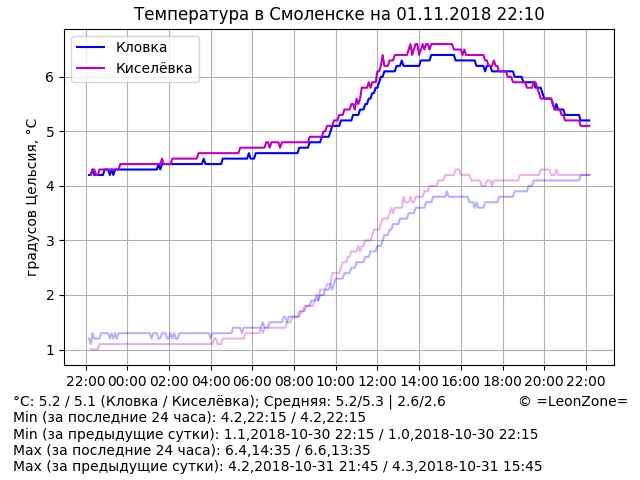 Температура в Смоленске на 01.11.2018 22:10
Кловка
Киселёвка
градусов Цельсия, °C
6
5
4
3
2
1
22:00 00:00 02:00 04:00 06:00 08:00 10:00 12:00 14:00 16:00 18:00 20:00 22:00
°C: 5.2 / 5.1 (Кловка / Киселёвка); Средняя: 5.2/5.3 | 2.6/2.6 © =LeonZone=
Min (за последние 24 часа): 4.2,22:15 / 4.2,22:15
Min (за предыдущие сутки): 1.1,2018-10-30 22:15 / 1.0,2018-10-30 22:15
Max (за последние 24 часа): 6.4,14:35 / 6.6,13:35
Max (за предыдущие сутки): 4.2,2018-10-31 21:45 / 4.3,2018-10-31 15:45